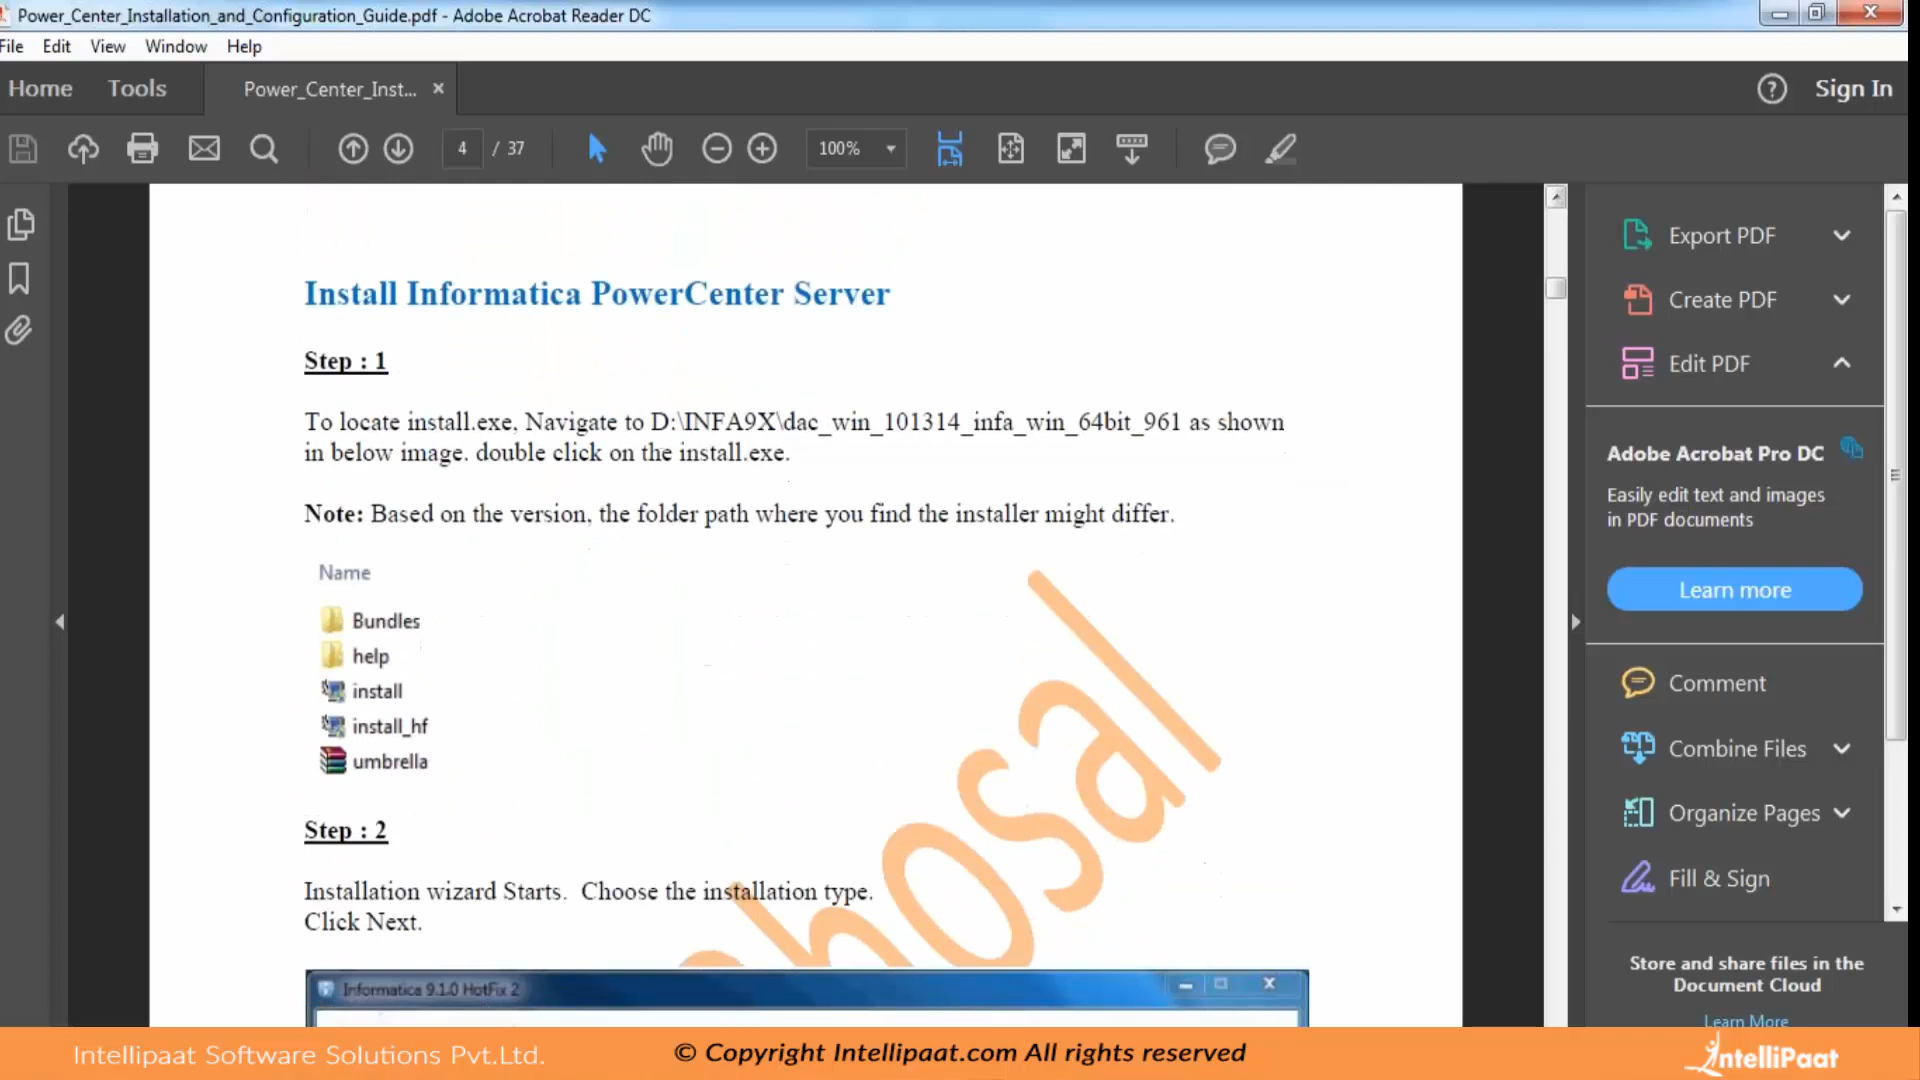 Power_Center_Installation_and_Configuration_Guide.pdf - Adobe Acrobat Reader DC
File Edit View Window Help
Home Tools Power_Center_Inst... Sign In
4 / 37 100%
Install Informatica PowerCenter Server
Step : 1
To locate install.exe, Navigate to D:\INFA9X\dac_win_101314_infa_win_64bit_961 as shown
in below image. double click on the install.exe.
Note: Based on the version, the folder path where you find the installer might differ.
Name
Bundles
help
install
install_hf
umbrella
Step : 2
Installation wizard Starts.  Choose the installation type.
Click Next.
Informatica 9.1.0 HotFix 2
hosal
Export PDF
Create PDF
Edit PDF
Adobe Acrobat Pro DC
Easily edit text and images
in PDF documents
Learn more
Comment
Combine Files
Organize Pages
Fill & Sign
Store and share files in the
Document Cloud
Learn More
Intellipaat Software Solutions Pvt.Ltd.
© Copyright Intellipaat.com All rights reserved
IntelliPaat